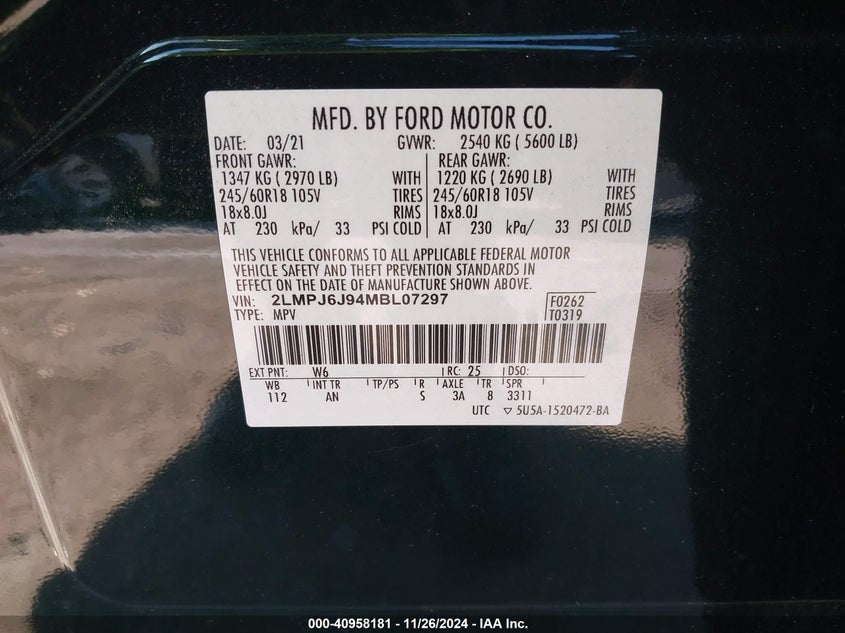 MFD. BY FORD MOTOR CO.
DATE: 03/21 GVWR: 2540 KG ( 5600 LB)
FRONT GAWR: REAR GAWR:
1347 KG ( 2970 LB) WITH 1220 KG ( 2690 LB) WITH
245/60R18 105V TIRES 245/60R18 105V TIRES
18x8.0J RIMS 18x8.0J RIMS
AT 230 kPa/ 33 PSI COLD AT 230 kPa/ 33 PSI COLD
THIS VEHICLE CONFORMS TO ALL APPLICABLE FEDERAL MOTOR
VEHICLE SAFETY AND THEFT PREVENTION STANDARDS IN
EFFECT ON THE DATE OF MANUFACTURE SHOWN ABOVE.
VIN: 2LMPJ6J94MBL07297 F0262
TYPE: MPV T0319
EXT PNT: W6 RC: 25 DSO:
WB INT TR TP/PS R AXLE TR SPR
112 AN S 3A 8 3311
UTC ▽ 5U5A-1520472-BA
000-40958181 - 11/26/2024 - IAA Inc.